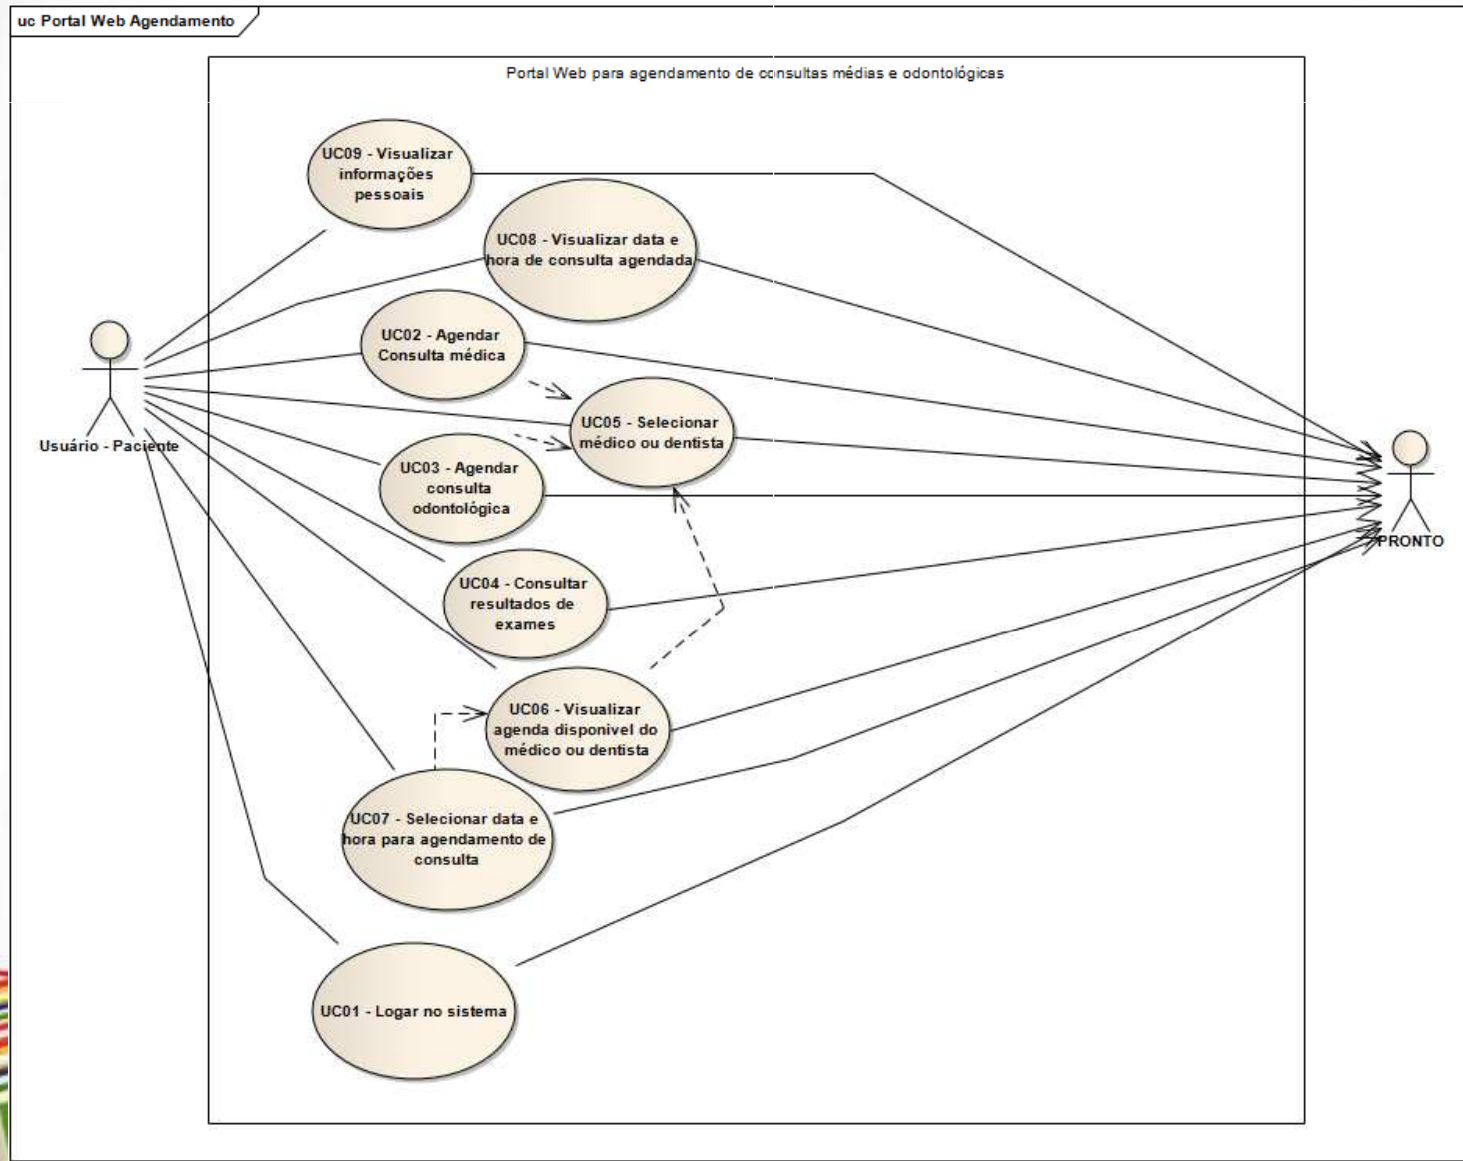 uc Portal Web Agendamento
Portal Web para agendamento de consultas médias e odontológicas
UC09 - Visualizar
informações
pessoais
UC08 - Visualizar data e
hora de consulta agendada
UC02 - Agendar
Consulta médica
UC05 - Selecionar
médico ou dentista
Usuário - Paciente
UC03 - Agendar
consulta
odontológica
PRONTO
UC04 - Consultar
resultados de
exames
UC06 - Visualizar
agenda disponivel do
médico ou dentista
UC07 - Selecionar data e
hora para agendamento de
consulta
UC01 - Logar no sistema